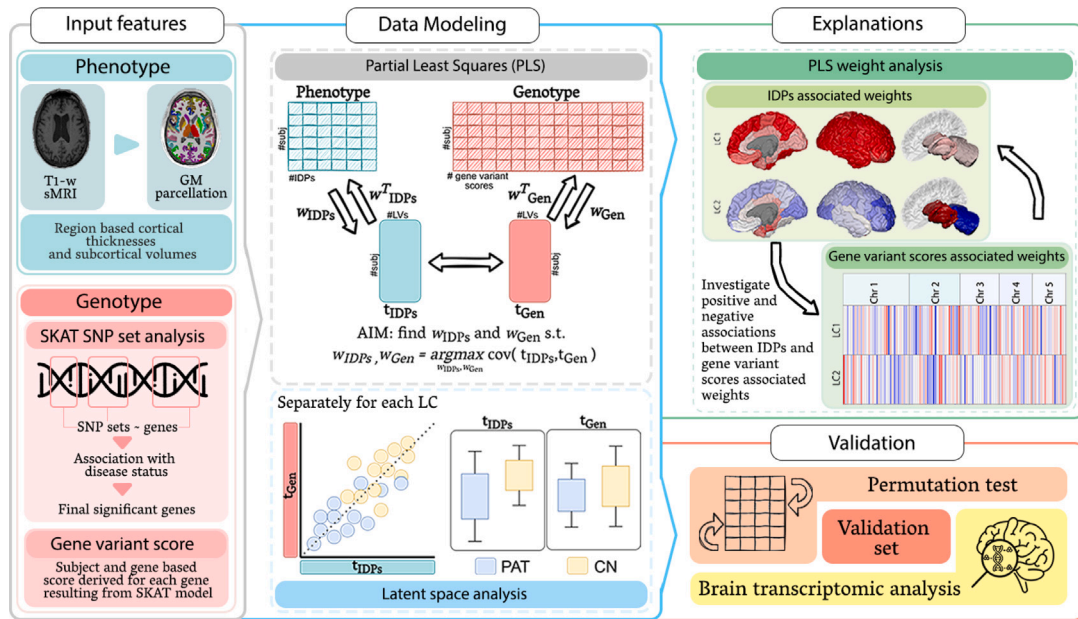 Input features
Phenotype
T1-w
sMRI
GM
parcellation
Region based cortical
thicknesses
and subcortical volumes
Genotype
SKAT SNP set analysis
SNP sets ~ genes
Association with
disease status
Final significant genes
Gene variant score
Subject and gene based
score derived for each gene
resulting from SKAT model
Data Modeling
Partial Least Squares (PLS)
Phenotype
Genotype
#subj
#subj
#IDPs
# gene variant
scores
w^T_IDPs
w_IDPs
w^T_Gen
w_Gen
#LVs
#LVs
#subj
#subj
t_IDPs
t_Gen
AIM: find w_IDPs and w_Gen s.t.
w_IDPs, w_Gen = argmax cov( t_IDPs,t_Gen )
w_IDPs, w_Gen
Separately for each LC
t_Gen
t_IDPs
t_IDPs
t_Gen
PAT
CN
Latent space analysis
Explanations
PLS weight analysis
IDPs associated weights
LC1
LC2
Gene variant scores associated weights
Investigate
positive and
negative
associations
between IDPs and
gene variant
scores associated
weights
Chr 1
Chr 2
Chr 3
Chr 4
Chr 5
LC1
LC2
Validation
Permutation test
Validation
set
Brain transcriptomic analysis